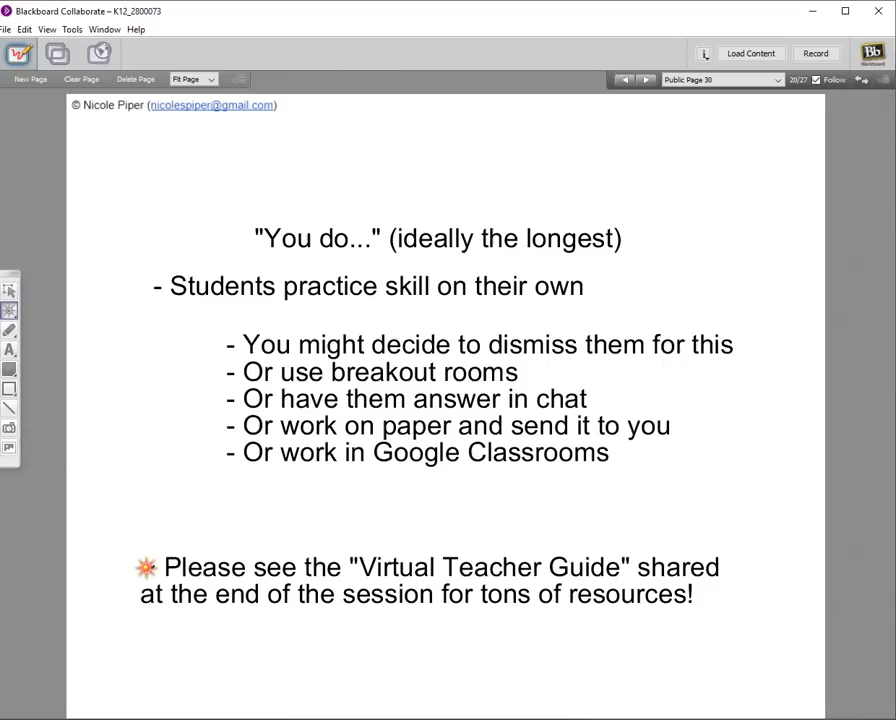 Blackboard Collaborate – K12_2800073
File Edit View Tools Window Help
Load Content Record
Bb
Blackboard
New Page Clear Page Delete Page Fit Page Public Page 30 20/27 Follow
© Nicole Piper (nicolespiper@gmail.com)
"You do..." (ideally the longest)
- Students practice skill on their own
- You might decide to dismiss them for this
- Or use breakout rooms
- Or have them answer in chat
- Or work on paper and send it to you
- Or work in Google Classrooms
Please see the "Virtual Teacher Guide" shared
at the end of the session for tons of resources!